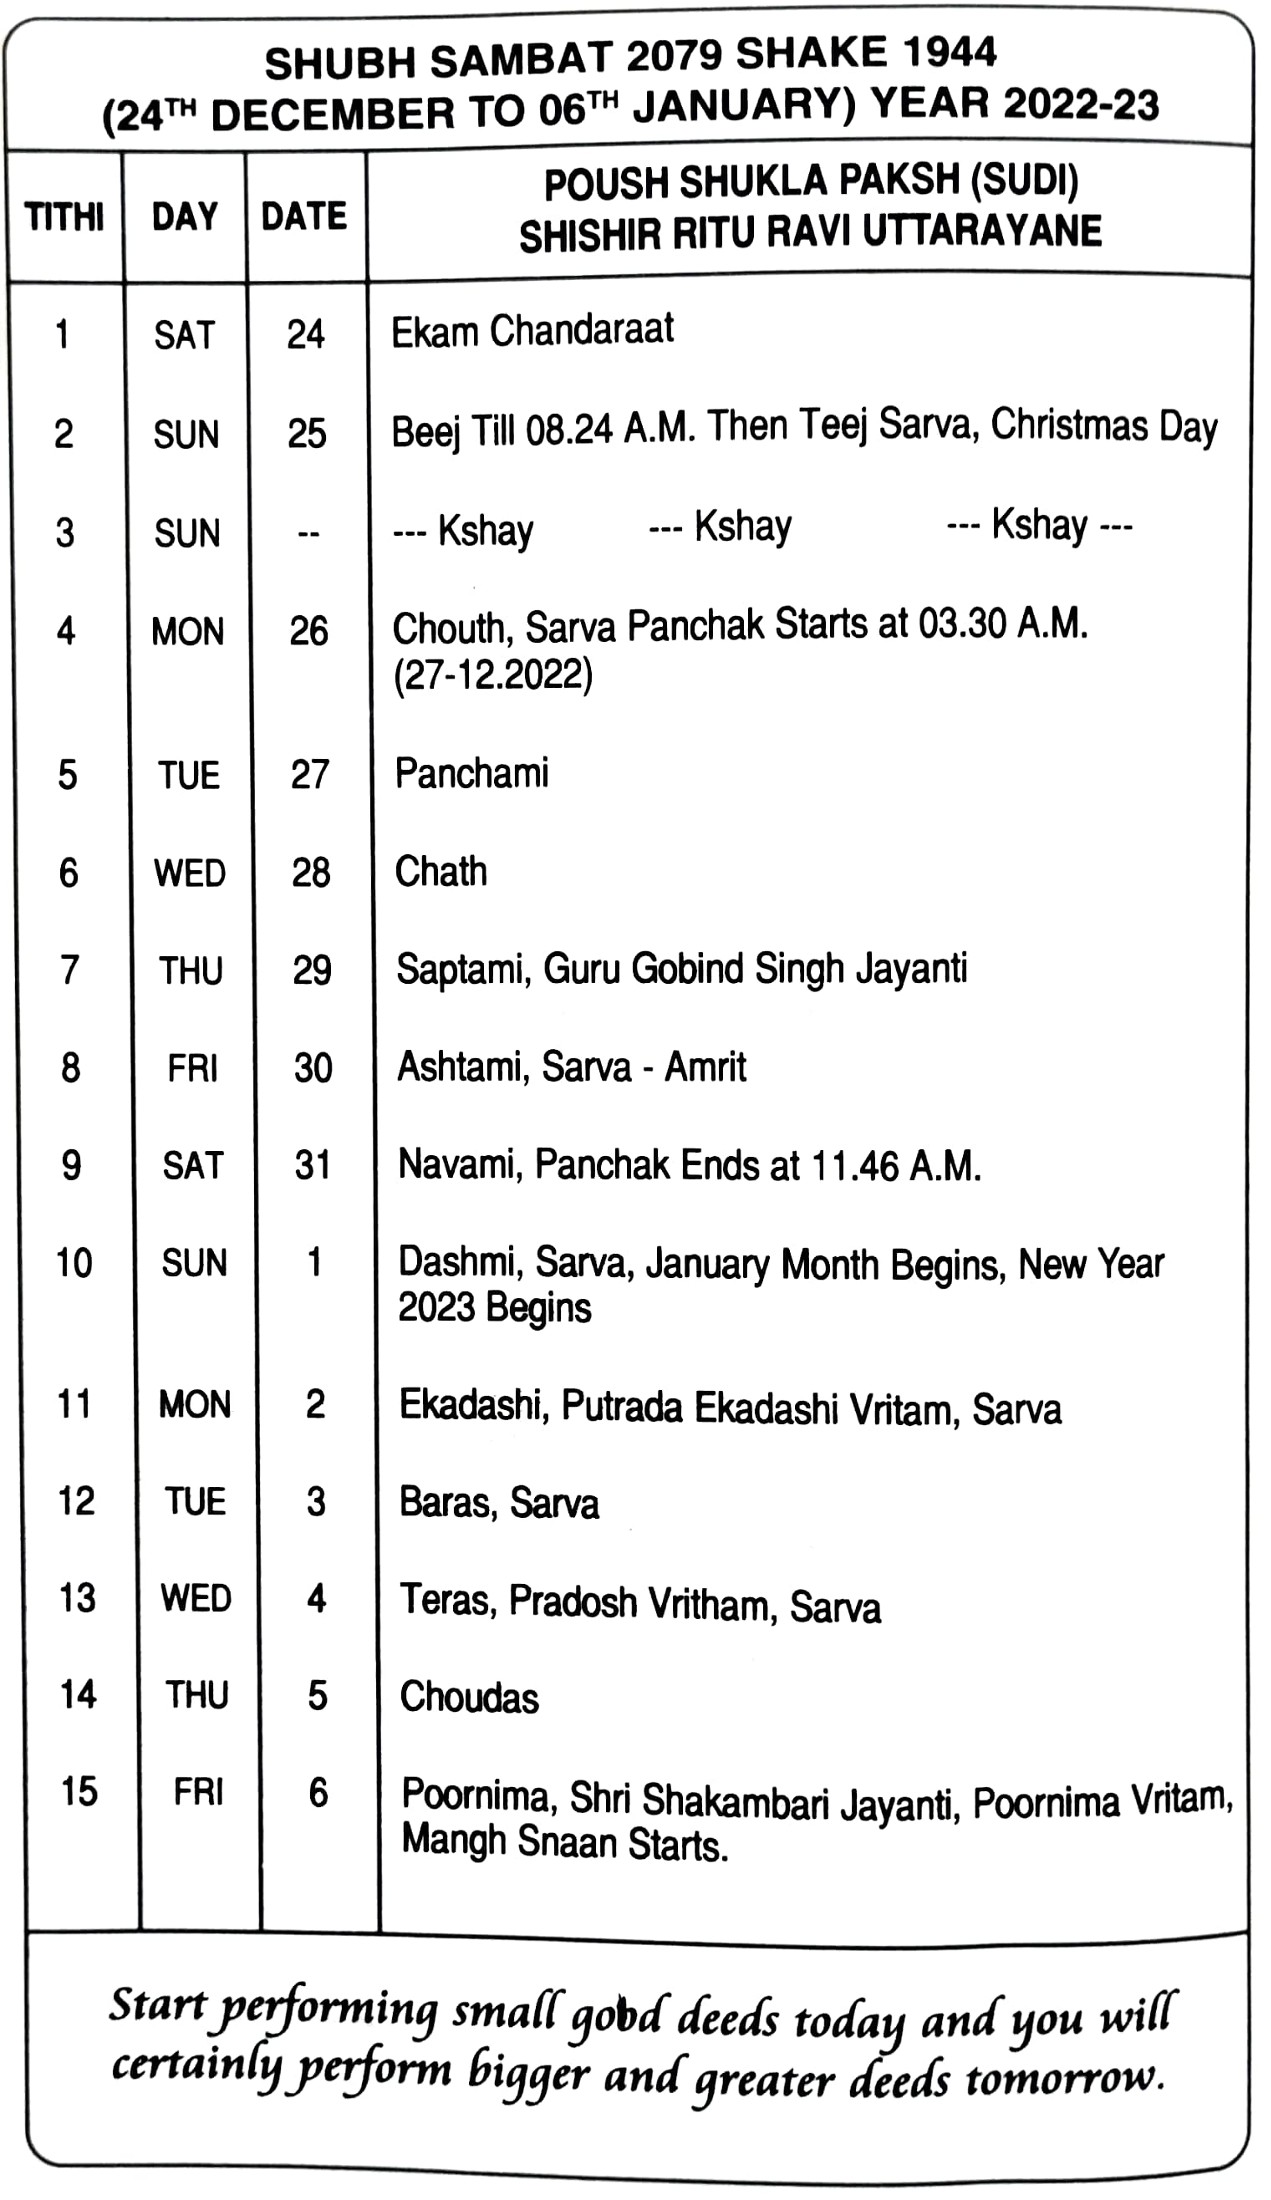 SHUBH SAMBAT 2079 SHAKE 1944
(24TH DECEMBER TO 06TH JANUARY) YEAR 2022-23
TITHI DAY DATE POUSH SHUKLA PAKSH (SUDI)
SHISHIR RITU RAVI UTTARAYANE
1 SAT 24 Ekam Chandaraat
2 SUN 25 Beej Till 08.24 A.M. Then Teej Sarva, Christmas Day
3 SUN -- --- Kshay --- Kshay --- Kshay ---
4 MON 26 Chouth, Sarva Panchak Starts at 03.30 A.M.
(27-12.2022)
5 TUE 27 Panchami
6 WED 28 Chath
7 THU 29 Saptami, Guru Gobind Singh Jayanti
8 FRI 30 Ashtami, Sarva - Amrit
9 SAT 31 Navami, Panchak Ends at 11.46 A.M.
10 SUN 1 Dashmi, Sarva, January Month Begins, New Year
2023 Begins
11 MON 2 Ekadashi, Putrada Ekadashi Vritam, Sarva
12 TUE 3 Baras, Sarva
13 WED 4 Teras, Pradosh Vritham, Sarva
14 THU 5 Choudas
15 FRI 6 Poornima, Shri Shakambari Jayanti, Poornima Vritam,
Mangh Snaan Starts.
Start performing small good deeds today and you will
certainly perform bigger and greater deeds tomorrow.